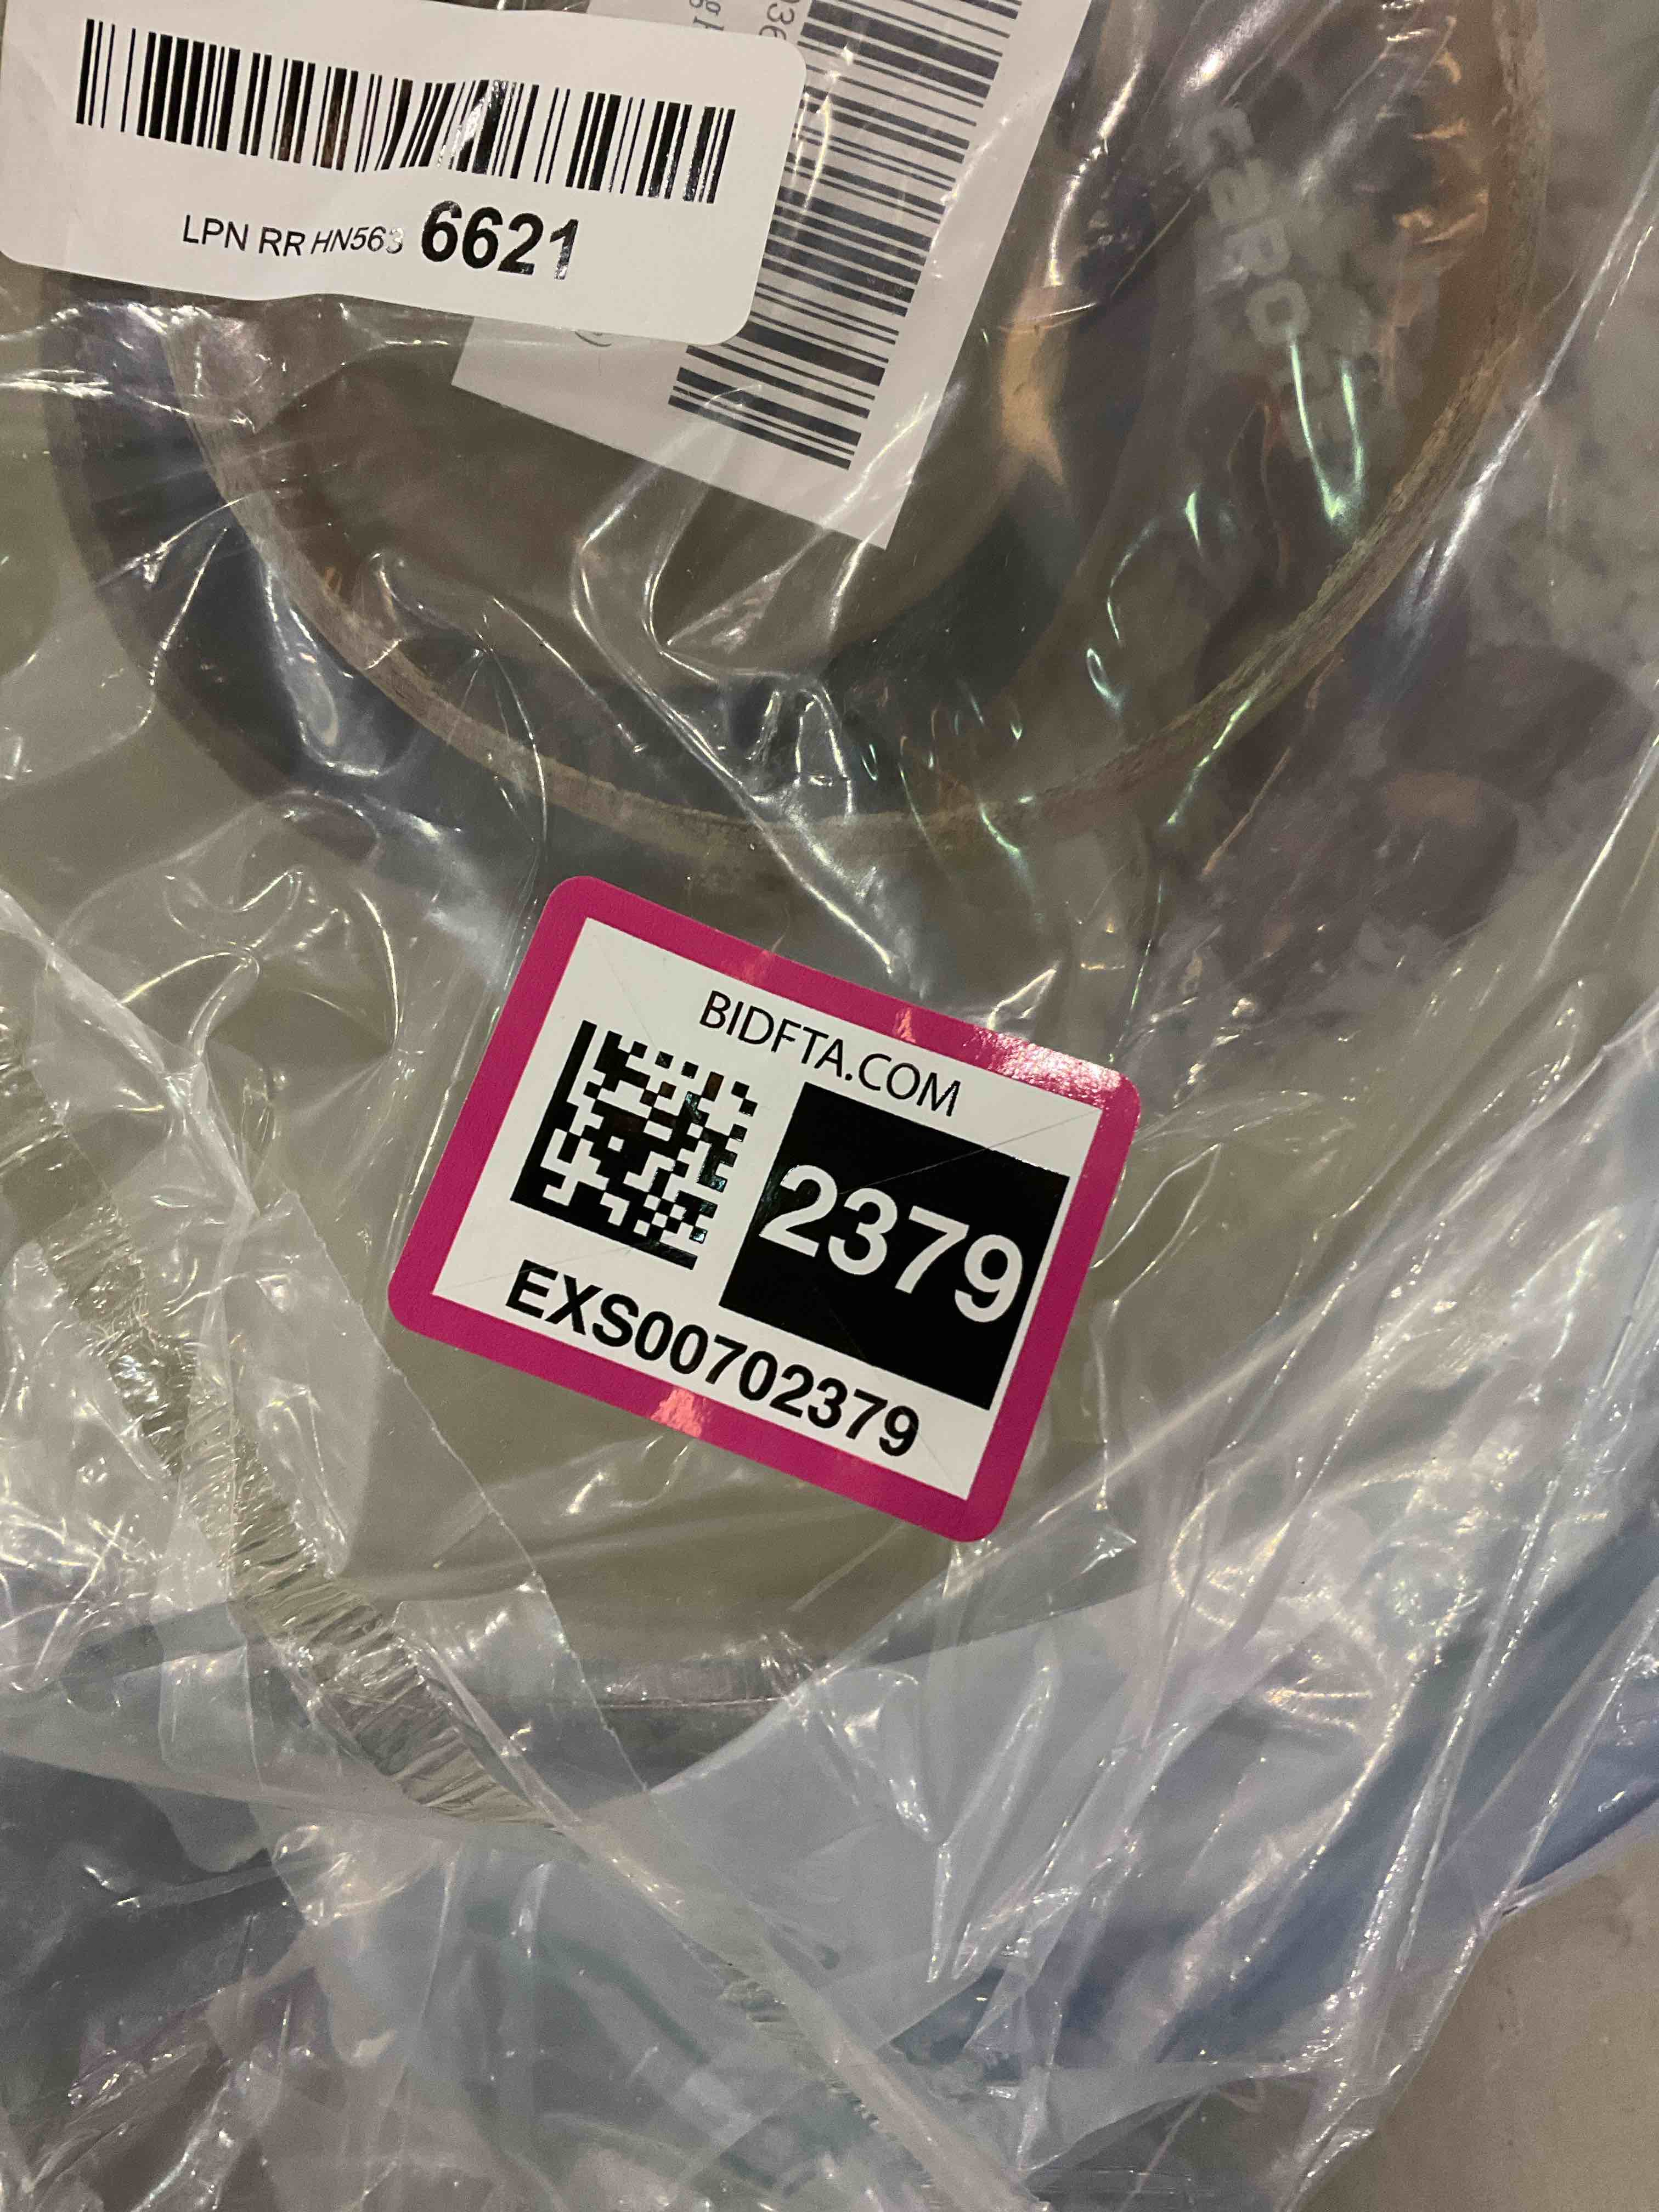 LPN RR HN563 6621
BIDFTA.COM
2379
EXS00702379